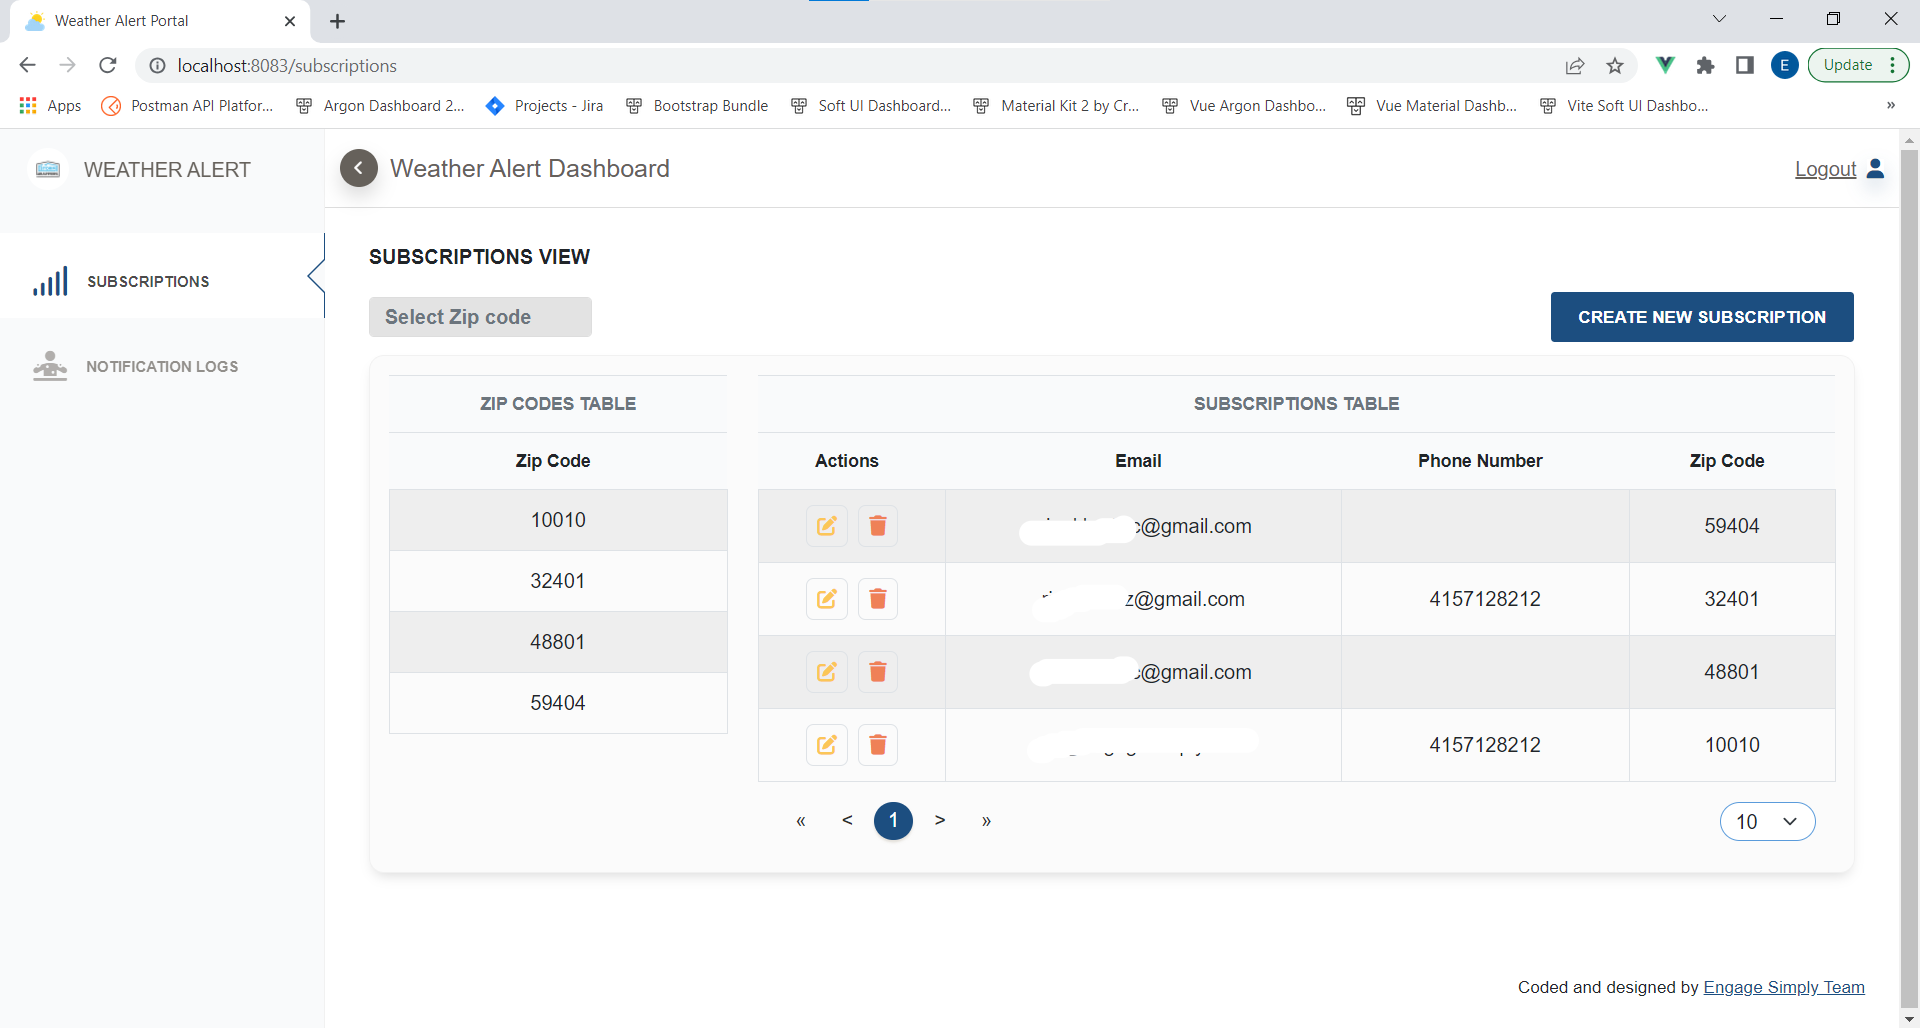 Weather Alert Portal
localhost:8083/subscriptions
E
Update
Apps
Postman API Platfor...
Argon Dashboard 2...
Projects - Jira
Bootstrap Bundle
Soft UI Dashboard...
Material Kit 2 by Cr...
Vue Argon Dashbo...
Vue Material Dashb...
Vite Soft UI Dashbo...
»
WEATHER ALERT
Weather Alert Dashboard
Logout
SUBSCRIPTIONS
NOTIFICATION LOGS
SUBSCRIPTIONS VIEW
Select Zip code
CREATE NEW SUBSCRIPTION
ZIP CODES TABLE
Zip Code
10010
32401
48801
59404
SUBSCRIPTIONS TABLE
Actions Email Phone Number Zip Code
c@gmail.com 59404
z@gmail.com 4157128212 32401
c@gmail.com 48801
4157128212 10010
« < 1 > »
10
Coded and designed by Engage Simply Team